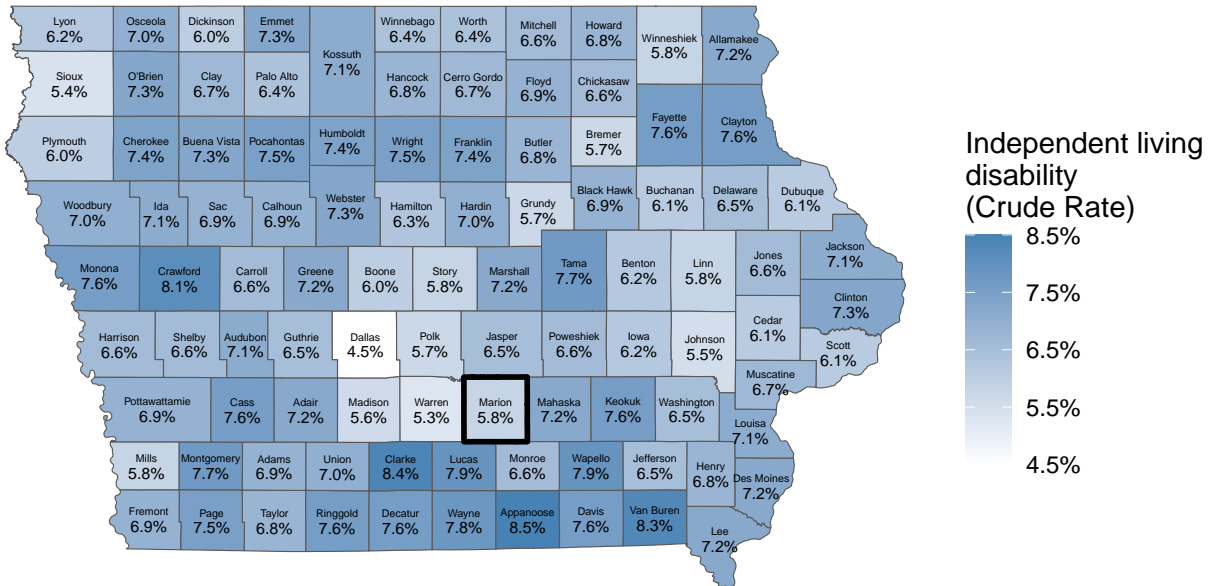 Lyon
6.2%
Osceola
7.0%
Dickinson
6.0%
Emmet
7.3%
Kossuth
7.1%
Winnebago
6.4%
Worth
6.4%
Mitchell
6.6%
Howard
6.8%
Winneshiek
5.8%
Allamakee
7.2%
Sioux
5.4%
O'Brien
7.3%
Clay
6.7%
Palo Alto
6.4%
Hancock
6.8%
Cerro Gordo
6.7%
Floyd
6.9%
Chickasaw
6.6%
Fayette
7.6%
Clayton
7.6%
Plymouth
6.0%
Cherokee
7.4%
Buena Vista
7.3%
Pocahontas
7.5%
Humboldt
7.4%
Wright
7.5%
Franklin
7.4%
Butler
6.8%
Bremer
5.7%
Woodbury
7.0%
Ida
7.1%
Sac
6.9%
Calhoun
6.9%
Webster
7.3%
Hamilton
6.3%
Hardin
7.0%
Grundy
5.7%
Black Hawk
6.9%
Buchanan
6.1%
Delaware
6.5%
Dubuque
6.1%
Monona
7.6%
Crawford
8.1%
Carroll
6.6%
Greene
7.2%
Boone
6.0%
Story
5.8%
Marshall
7.2%
Tama
7.7%
Benton
6.2%
Linn
5.8%
Jones
6.6%
Jackson
7.1%
Clinton
7.3%
Harrison
6.6%
Shelby
6.6%
Audubon
7.1%
Guthrie
6.5%
Dallas
4.5%
Polk
5.7%
Jasper
6.5%
Poweshiek
6.6%
Iowa
6.2%
Johnson
5.5%
Cedar
6.1%
Scott
6.1%
Muscatine
6.7%
Pottawattamie
6.9%
Cass
7.6%
Adair
7.2%
Madison
5.6%
Warren
5.3%
Marion
5.8%
Mahaska
7.2%
Keokuk
7.6%
Washington
6.5%
Louisa
7.1%
Mills
5.8%
Montgomery
7.7%
Adams
6.9%
Union
7.0%
Clarke
8.4%
Lucas
7.9%
Monroe
6.6%
Wapello
7.9%
Jefferson
6.5%
Henry
6.8%
Des Moines
7.2%
Fremont
6.9%
Page
7.5%
Taylor
6.8%
Ringgold
7.6%
Decatur
7.6%
Wayne
7.8%
Appanoose
8.5%
Davis
7.6%
Van Buren
8.3%
Lee
7.2%
Independent living
disability
(Crude Rate)
8.5%
7.5%
6.5%
5.5%
4.5%